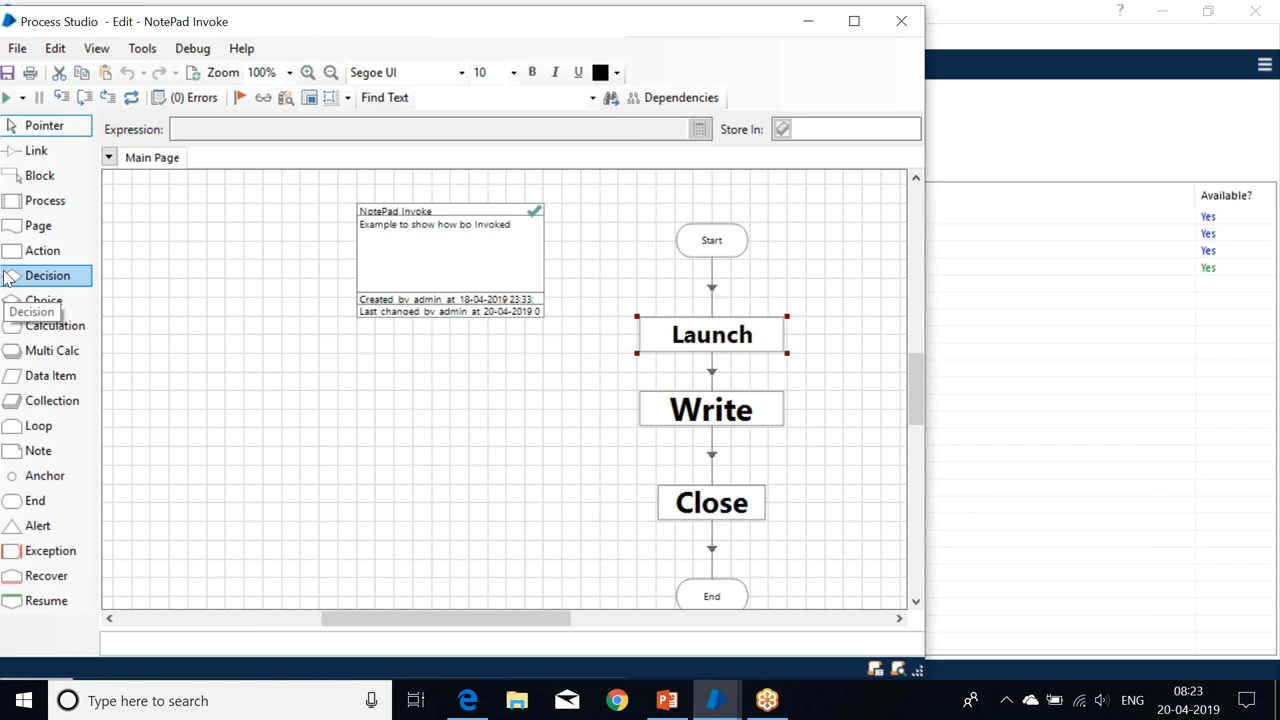 Process Studio - Edit - NotePad Invoke
File Edit View Tools Debug Help
Zoom 100% Segoe UI 10 B I U
(0) Errors Find Text Dependencies
Pointer
Expression: Store In:
Link
Main Page
Block
Process
Page
Action
Decision
Choice
Decision
Calculation
Multi Calc
Data Item
Collection
Loop
Note
Anchor
End
Alert
Exception
Recover
Resume
NotePad Invoke
Example to show how bo Invoked
Created by admin at 18-04-2019 23:33:
Last changed by admin at 20-04-2019 0
Start
Launch
Write
Close
End
Available?
Yes
Yes
Yes
Yes
Type here to search
ENG
08:23
20-04-2019